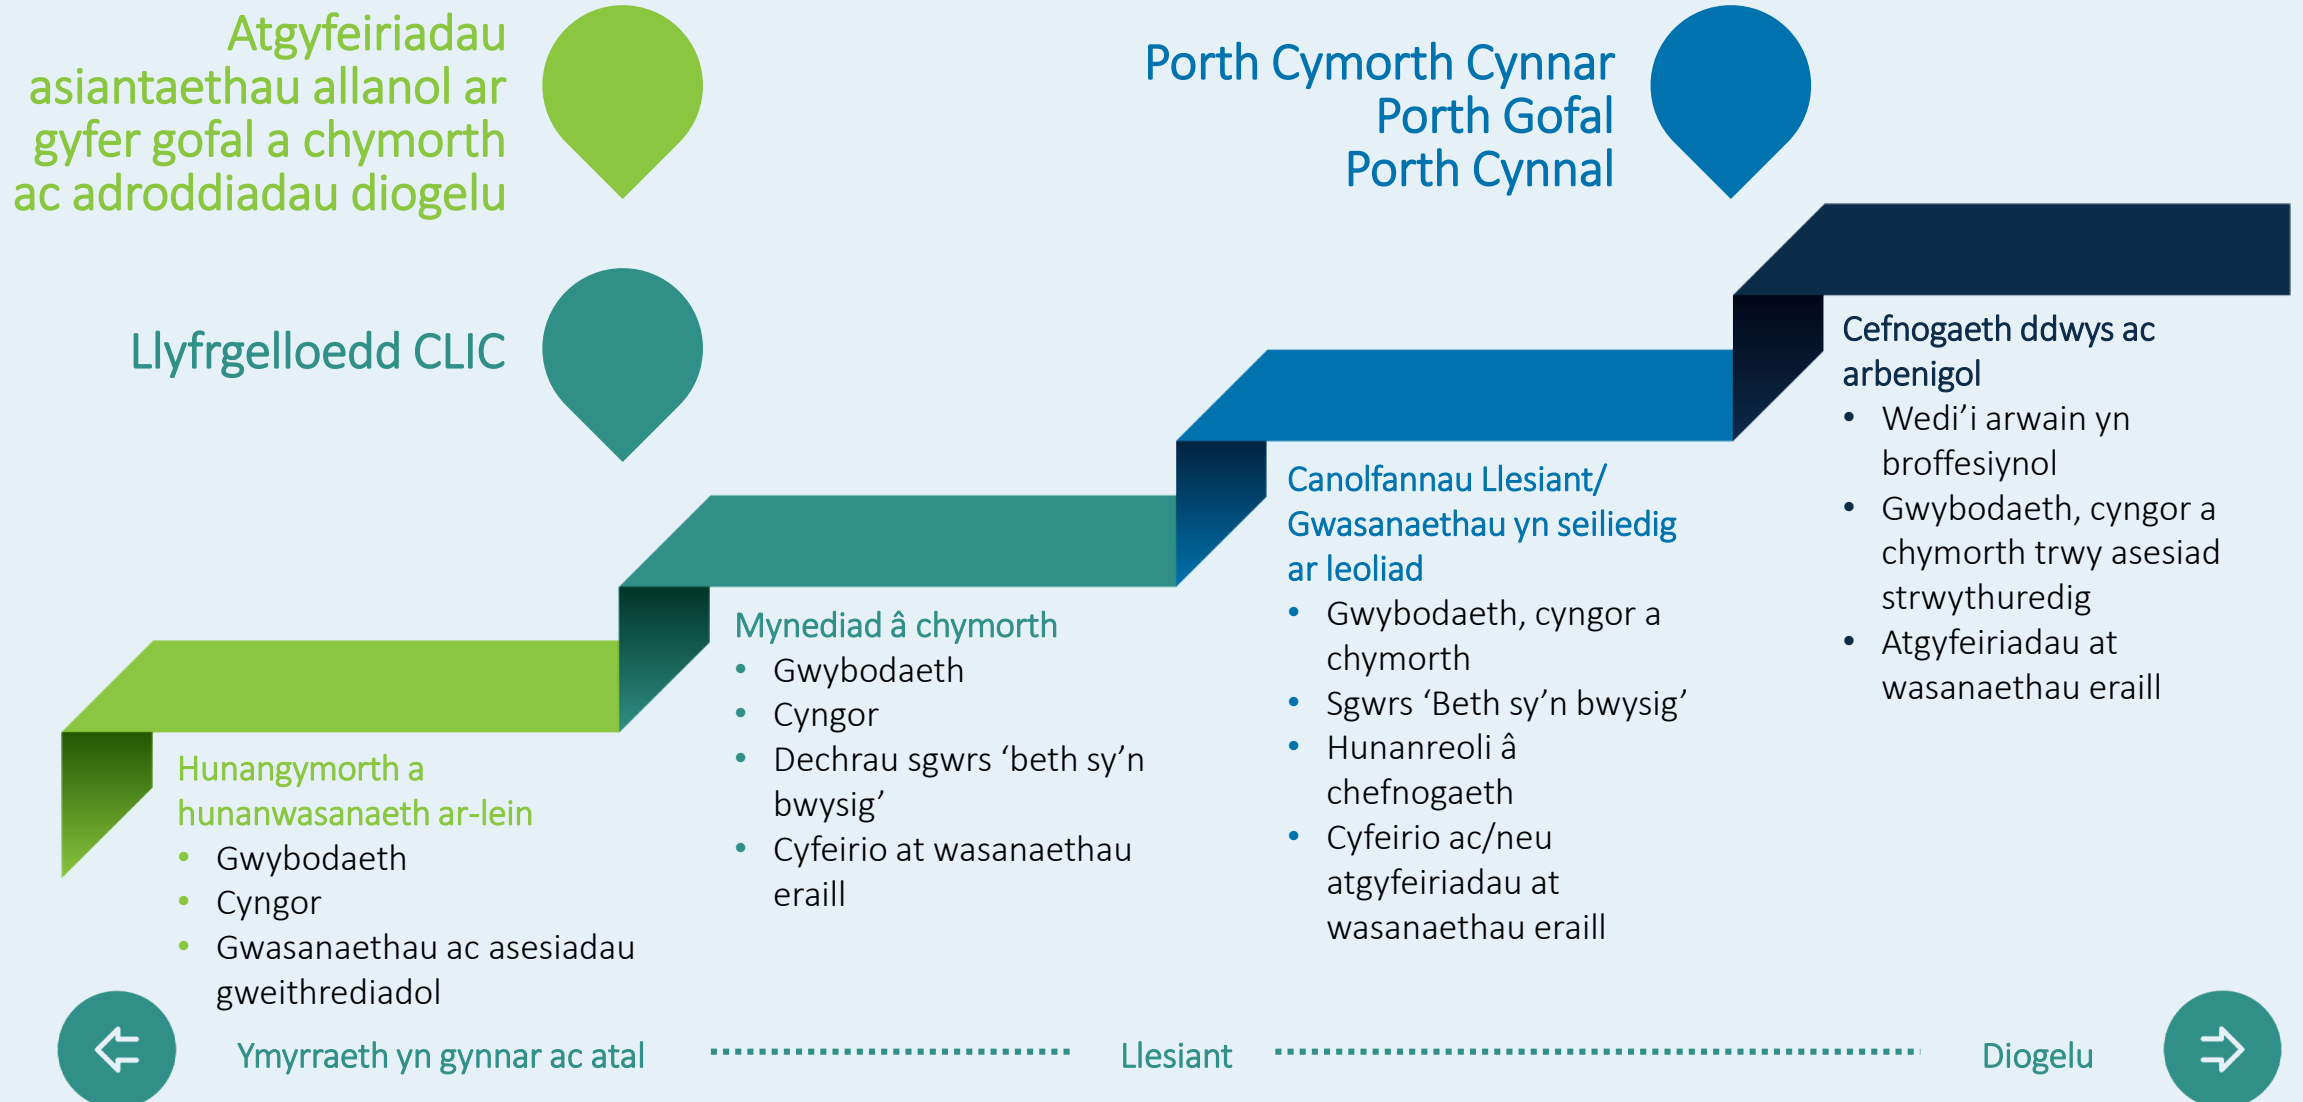 Atgyfeiriadau
asiantaethau allanol ar
gyfer gofal a chymorth
ac adroddiadau diogelu
Llyfrgelloedd CLIC
Porth Cymorth Cynnar
Porth Gofal
Porth Cynnal
Hunangymorth a
hunanwasanaeth ar-lein
• Gwybodaeth
• Cyngor
• Gwasanaethau ac asesiadau
gweithrediadol
Mynediad â chymorth
• Gwybodaeth
• Cyngor
• Dechrau sgwrs ‘beth sy’n
bwysig’
• Cyfeirio at wasanaethau
eraill
Canolfannau Llesiant/
Gwasanaethau yn seiliedig
ar leoliad
• Gwybodaeth, cyngor a
chymorth
• Sgwrs ‘Beth sy’n bwysig’
• Hunanreoli â
chefnogaeth
• Cyfeirio ac/neu
atgyfeiriadau at
wasanaethau eraill
Cefnogaeth ddwys ac
arbenigol
• Wedi’i arwain yn
broffesiynol
• Gwybodaeth, cyngor a
chymorth trwy asesiad
strwythuredig
• Atgyfeiriadau at
wasanaethau eraill
Ymyrraeth yn gynnar ac atal
Llesiant
Diogelu